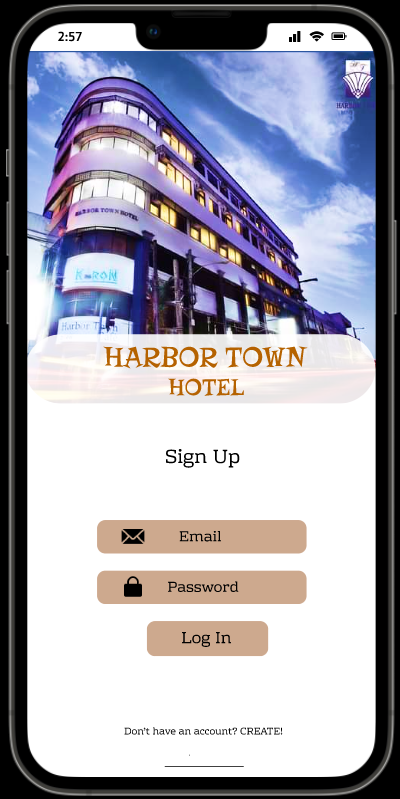 2:57
HARBOR
HARBOR TOWN HOTEL
Harbor Town
HARBOR TOWN
HOTEL
Sign Up
Email
Password
Log In
Don't have an account? CREATE!